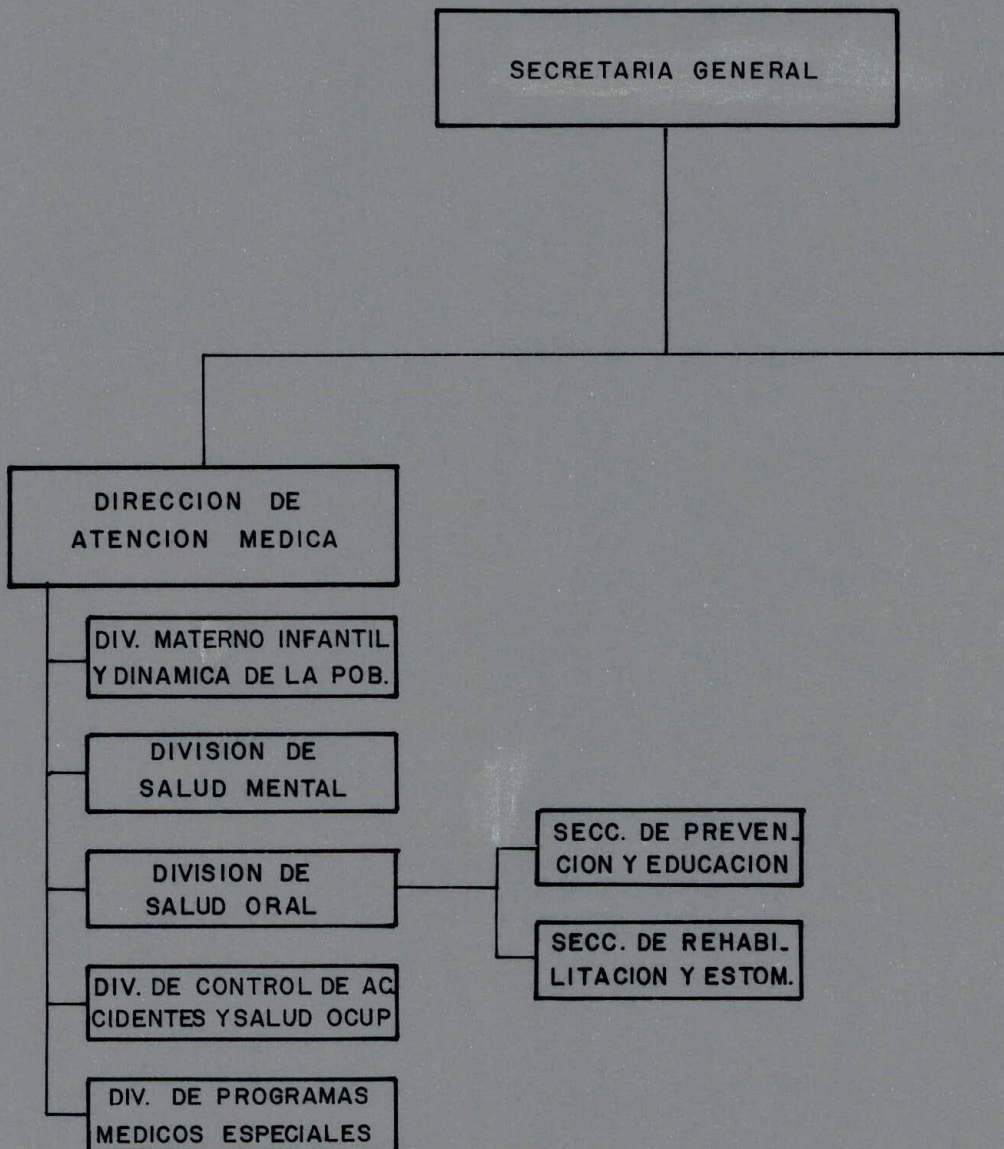 SECRETARIA GENERAL
DIRECCION DE
ATENCION MEDICA
DIV. MATERNO INFANTIL
Y DINAMICA DE LA POB.
DIVISION DE
SALUD MENTAL
DIVISION DE
SALUD ORAL
SECC. DE PREVEN-
CION Y EDUCACION
SECC. DE REHABI-
LITACION Y ESTOM.
DIV. DE CONTROL DE AC
CIDENTES Y SALUD OCUP
DIV. DE PROGRAMAS
MEDICOS ESPECIALES